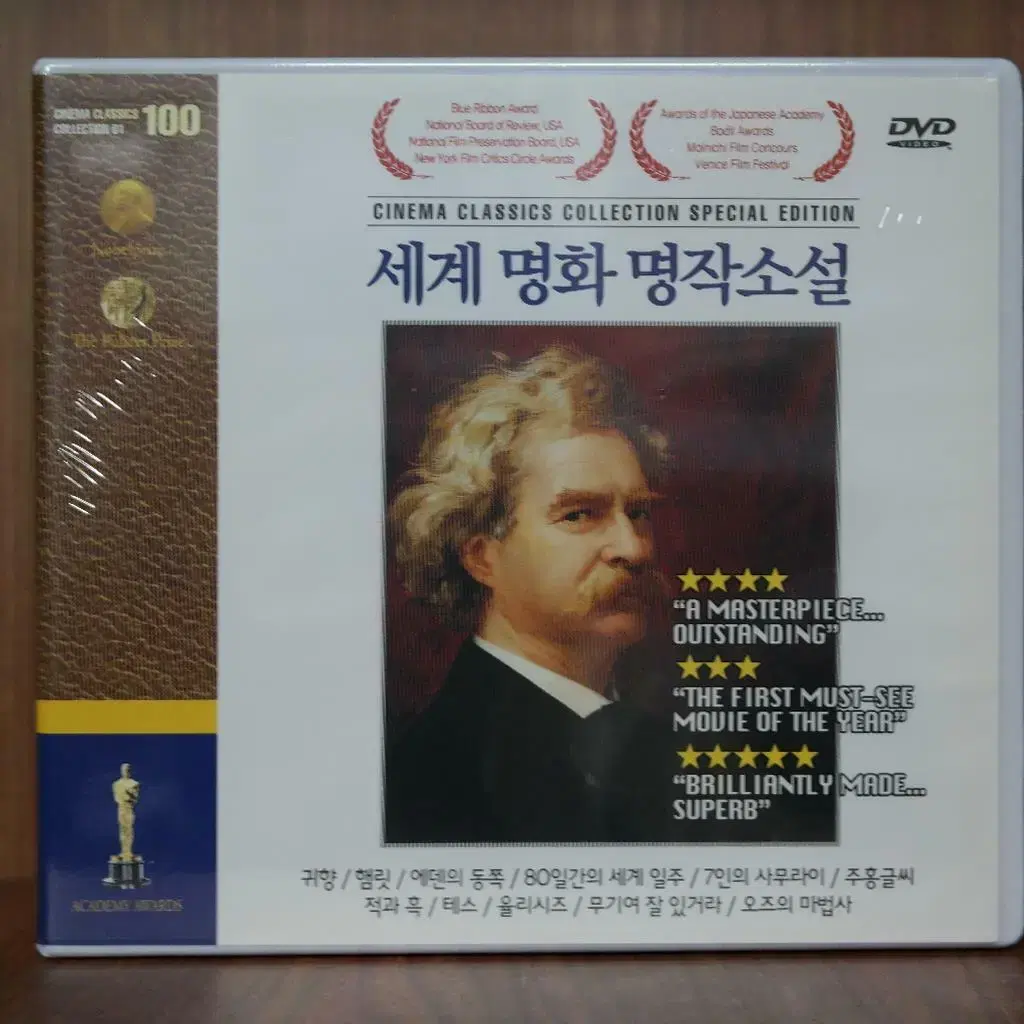 CINEMA CLASSICS
COLLECTION 01
100
Nobelprize
The Pulitzer Prizes
ACADEMY AWARDS
Blue Ribbon Award
National Board of Review, USA
National Film Preservation Board, USA
New York Film Critics Circle Awards
Awards of the Japanese Academy
Bodil Awards
Mainichi Film Concours
Venice Film Festival
DVD
VIDEO
CINEMA CLASSICS COLLECTION SPECIAL EDITION
세계 명화 명작소설
★★★★
“A MASTERPIECE...
OUTSTANDING”
★★★
“THE FIRST MUST-SEE
MOVIE OF THE YEAR”
★★★★★
“BRILLIANTLY MADE...
SUPERB”
귀향 / 햄릿 / 에덴의 동쪽 / 80일간의 세계 일주 / 7인의 사무라이 / 주홍글씨
적과 흑 / 테스 / 율리시즈 / 무기여 잘 있거라 / 오즈의 마법사